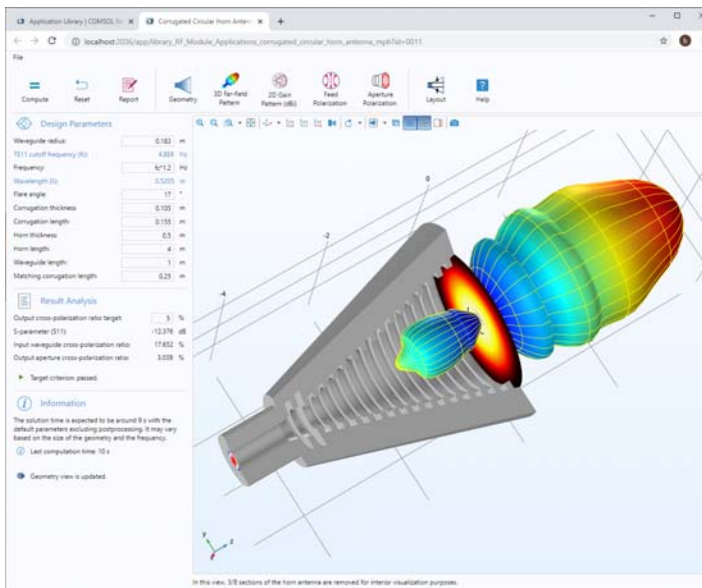 Application Library | COMSOL Se
Corrugated Circular Horn Anten
localhost:2036/app/library_RF_Module_Applications_corrugated_circular_horn_antenna_mph?id=0011
File
Compute
Reset
Report
Geometry
3D Far-field Pattern
2D Gain Pattern (dBi)
Feed Polarization
Aperture Polarization
Layout
Help
Design Parameters
Waveguide radius: 0.183 m
TE11 cutoff frequency (fc): 4.8E8 Hz
Frequency: fc*1.2 Hz
Wavelength (λ): 0.5205 m
Flare angle: 17 °
Corrugation thickness 0.105 m
Corrugation length: 0.155 m
Horn thickness: 0.5 m
Horn length: 4 m
Waveguide length: 1 m
Matching corrugation length: 0.25 m
Result Analysis
Output cross-polarization ratio target: 5 %
S-parameter (S11): -12.376 dB
Input waveguide cross-polarization ratio: 17.652 %
Output aperture cross-polarization ratio: 3.039 %
Target criterion: passed.
Information
The solution time is expected to be around 9 s with the
default parameters excluding postprocessing. It may vary
based on the size of the geometry and the frequency.
Last computation time: 10 s
Geometry view is updated.
0
-2
-4
y
z
In this view, 3/8 sections of the horn antenna are removed for interior visualization purposes.